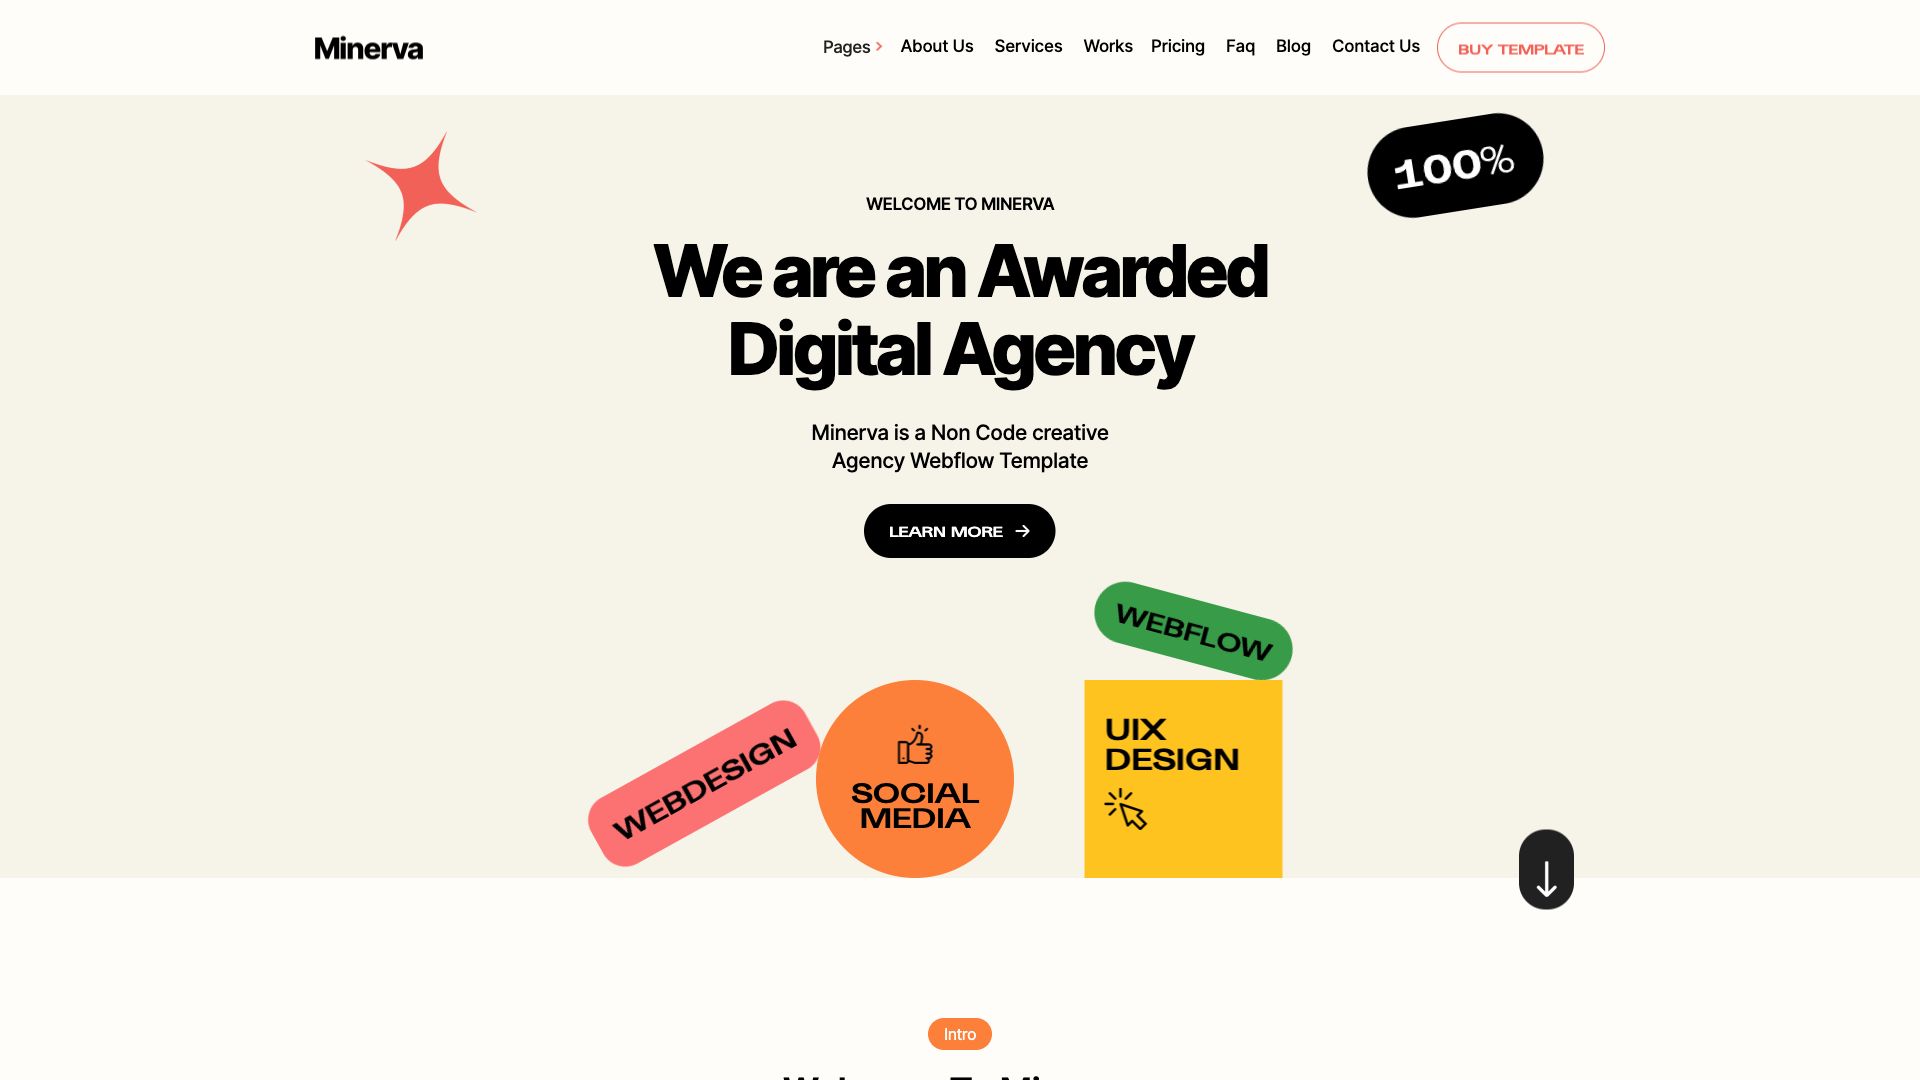 Minerva
Pages
About Us
Services
Works
Pricing
Faq
Blog
Contact Us
BUY TEMPLATE
100%
WELCOME TO MINERVA
We are an Awarded
Digital Agency
Minerva is a Non Code creative
Agency Webflow Template
LEARN MORE
WEBFLOW
WEBDESIGN
SOCIAL
MEDIA
UIX
DESIGN
Intro